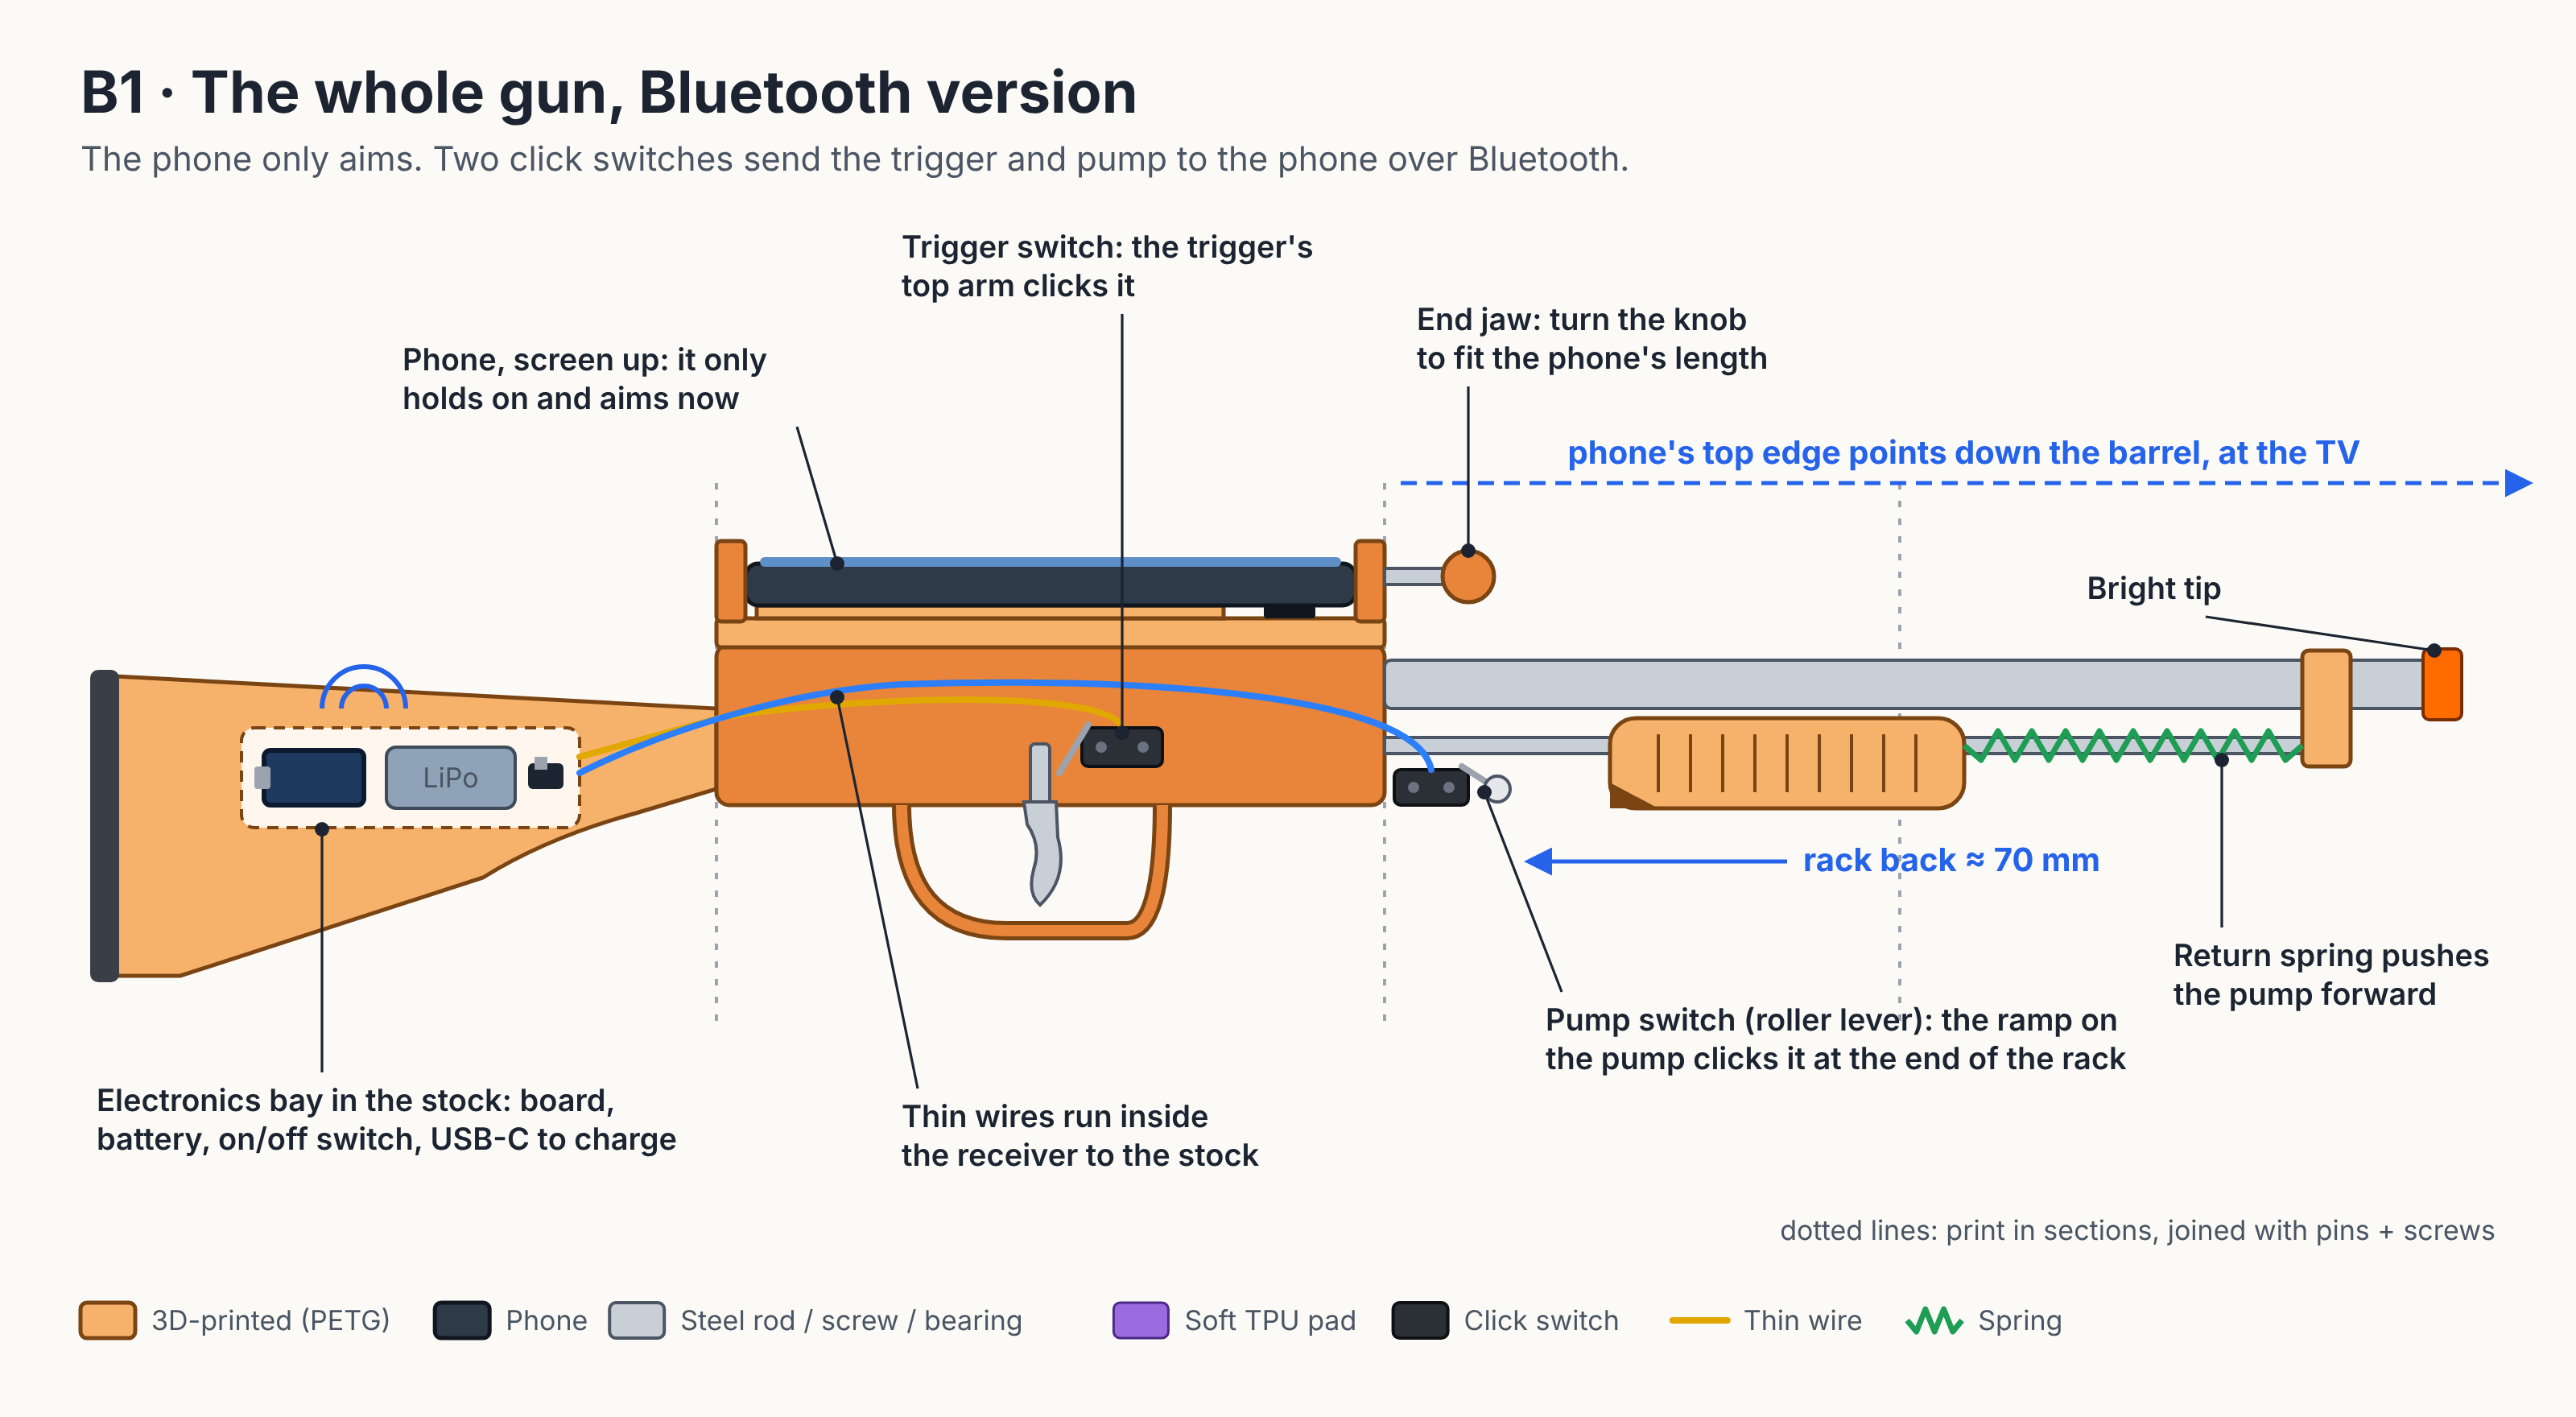 B1 · The whole gun, Bluetooth version
The phone only aims. Two click switches send the trigger and pump to the phone over Bluetooth.
Trigger switch: the trigger's
top arm clicks it
End jaw: turn the knob
to fit the phone's length
Phone, screen up: it only
holds on and aims now
phone's top edge points down the barrel, at the TV
Bright tip
LiPo
rack back ≈ 70 mm
Return spring pushes
the pump forward
Pump switch (roller lever): the ramp on
the pump clicks it at the end of the rack
Electronics bay in the stock: board,
battery, on/off switch, USB-C to charge
Thin wires run inside
the receiver to the stock
dotted lines: print in sections, joined with pins + screws
3D-printed (PETG)
Phone
Steel rod / screw / bearing
Soft TPU pad
Click switch
Thin wire
Spring